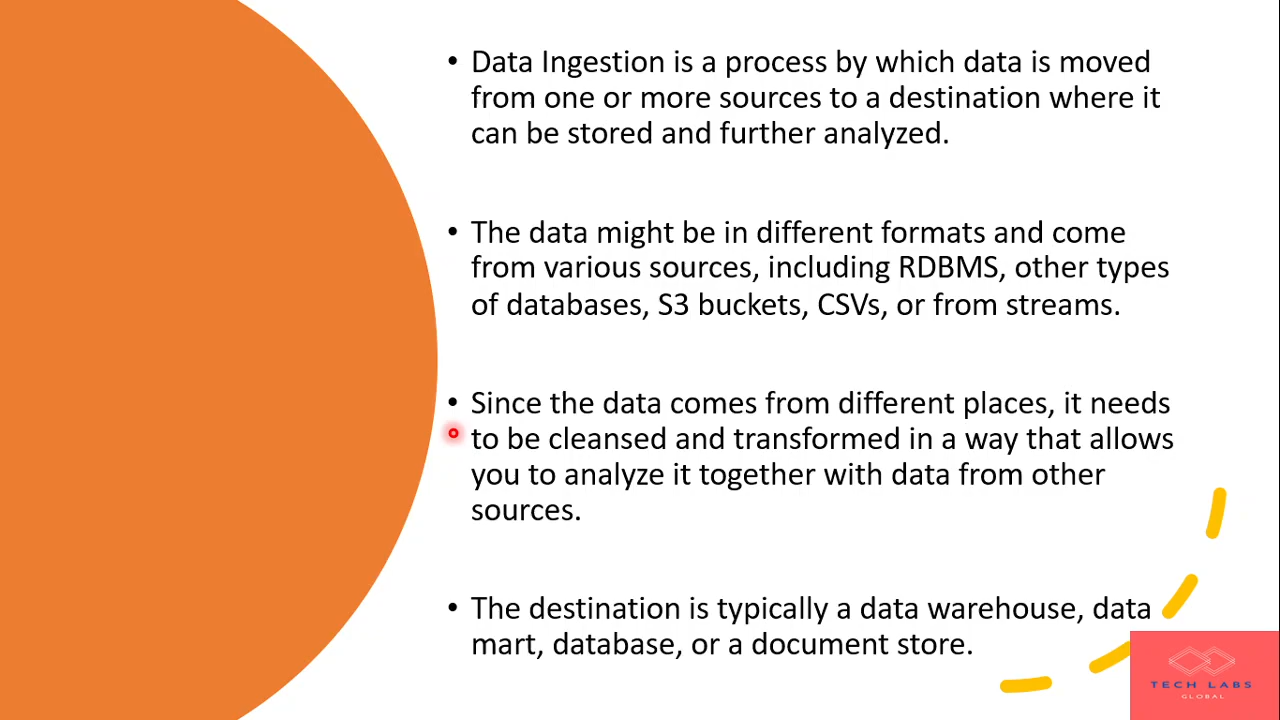 • Data Ingestion is a process by which data is moved
from one or more sources to a destination where it
can be stored and further analyzed.
• The data might be in different formats and come
from various sources, including RDBMS, other types
of databases, S3 buckets, CSVs, or from streams.
• Since the data comes from different places, it needs
to be cleansed and transformed in a way that allows
you to analyze it together with data from other
sources.
• The destination is typically a data warehouse, data
mart, database, or a document store.
TECH LABS
GLOBAL